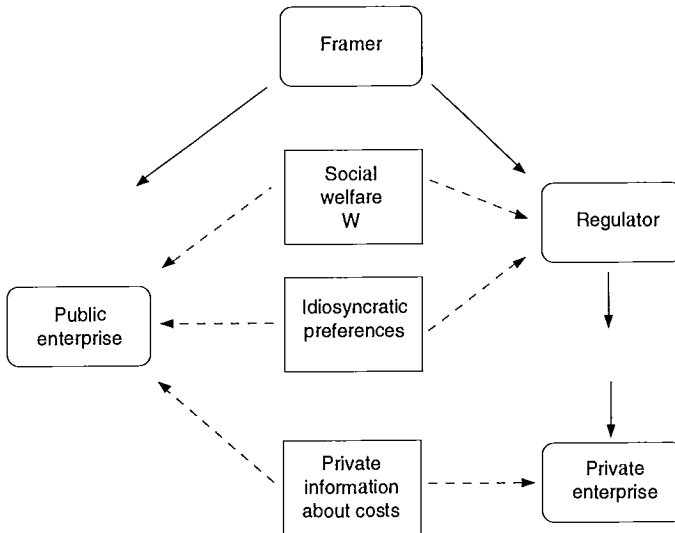 Framer
Social
welfare
W
Regulator
Public
enterprise
Idiosyncratic
preferences
Private
information
about costs
Private
enterprise